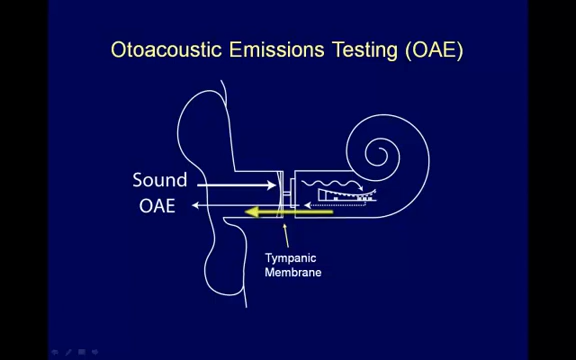 Otoacoustic Emissions Testing (OAE)
Sound
OAE
Tympanic
Membrane